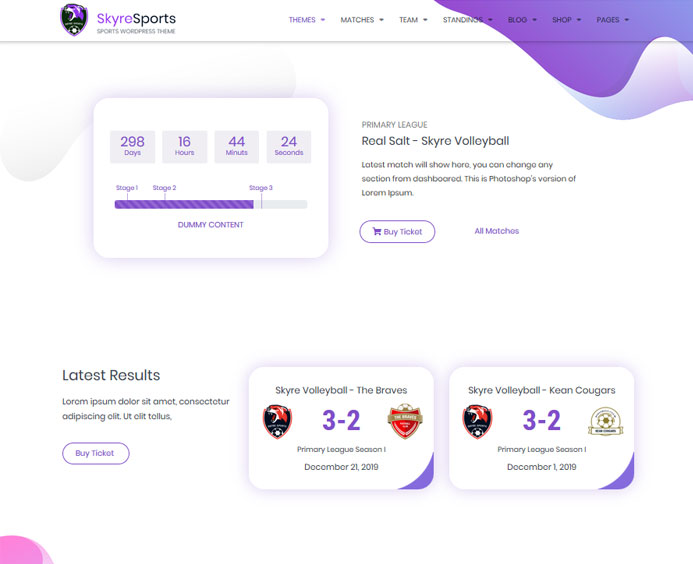 SkyreSports
SPORTS WORDPRESS THEME
THEMES MATCHES TEAM STANDINGS BLOG SHOP PAGES
298 16 44 24
Days Hours Minuts Seconds
Stage 1 Stage 2 Stage 3
DUMMY CONTENT
PRIMARY LEAGUE
Real Salt - Skyre Volleyball
Latest match will show here, you can change any
section from dashboared. This is Photoshop's version of
Lorem Ipsum.
Buy Ticket All Matches
Latest Results
Lorem ipsum dolor sit amet, consectetur
adipiscing elit. Ut elit tellus,
Buy Ticket
Skyre Volleyball - The Braves
3-2
THE BRAVES
Primary League Season I
December 21, 2019
Skyre Volleyball - Kean Cougars
3-2
KEAN COUGARS
Primary League Season I
December 1, 2019